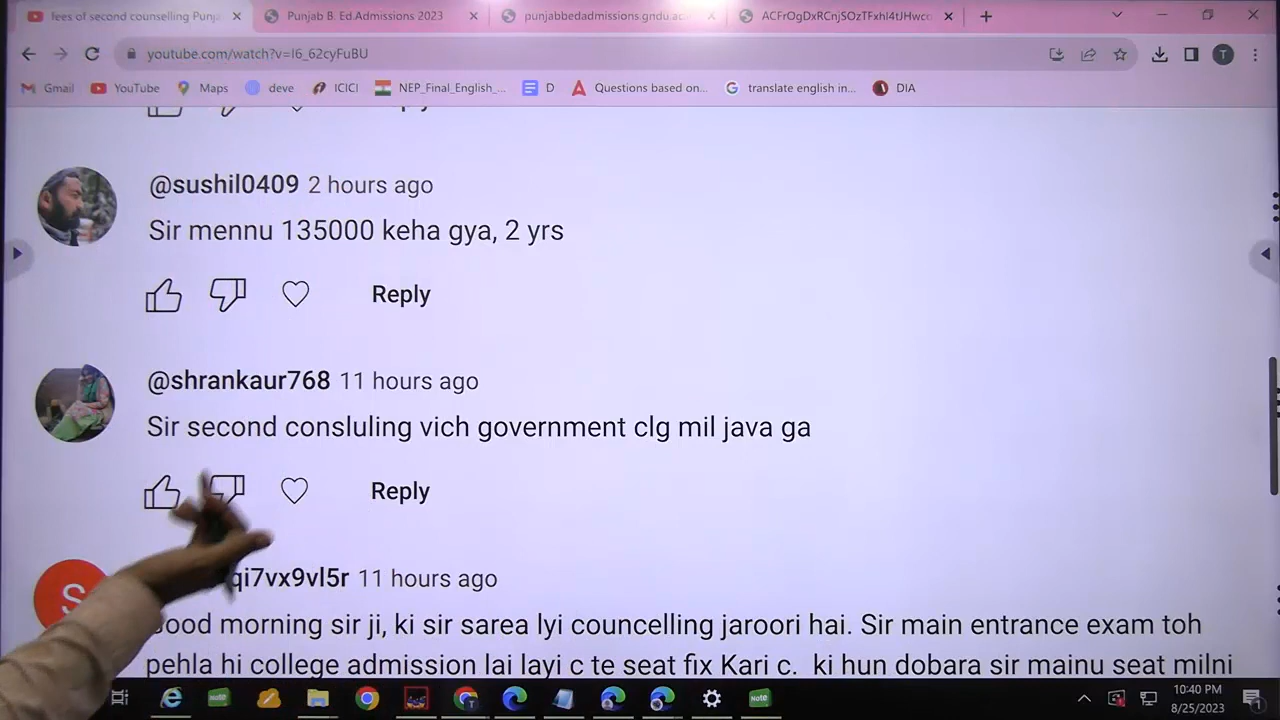 fees of second counselling Punja
Punjab B. Ed.Admissions 2023
punjabbedadmissions.gndu.ac
ACFrOgDxRCnjSOzTFxhl4tJHwco
youtube.com/watch?v=I6_62cyFuBU
T
Gmail
YouTube
Maps
deve
ICICI
NEP_Final_English_...
D
Questions based on...
translate english in...
DIA
@sushil0409 2 hours ago
Sir mennu 135000 keha gya, 2 yrs
Reply
@shrankaur768 11 hours ago
Sir second consluling vich government clg mil java ga
Reply
S
qi7vx9vl5r 11 hours ago
Good morning sir ji, ki sir sarea lyi councelling jaroori hai. Sir main entrance exam toh
pehla hi college admission lai layi c te seat fix Kari c. ki hun dobara sir mainu seat milni
10:40 PM
8/25/2023